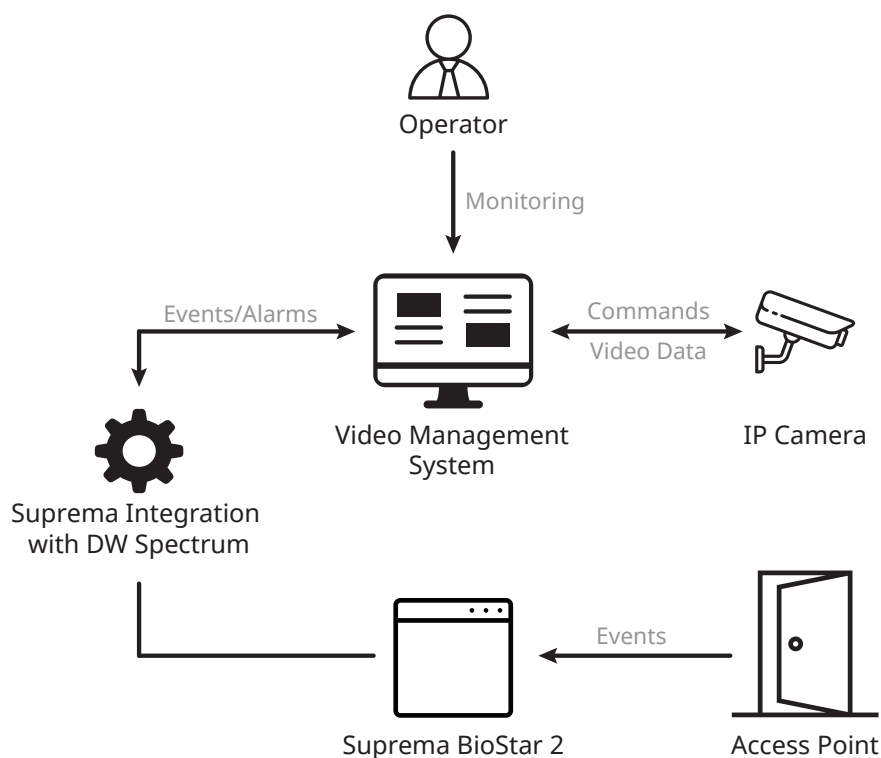 Operator
Monitoring
Events/Alarms
Commands
Video Data
Video Management
System
IP Camera
Suprema Integration
with DW Spectrum
Events
Suprema BioStar 2
Access Point